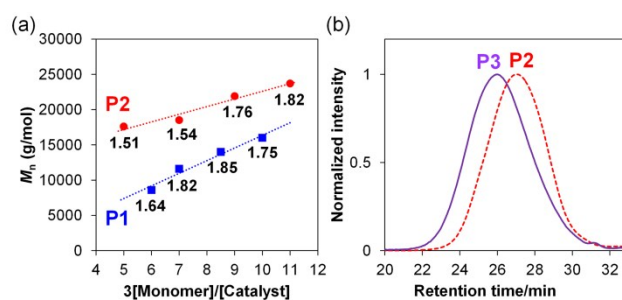 (a)
30000
25000
20000
15000
10000
5000
0
Mn (g/mol)
P2
1.51
1.54
1.76
1.82
P1
1.64
1.82
1.85
1.75
4 5 6 7 8 9 10 11 12
3[Monomer]/[Catalyst]
(b)
P3 P2
1
0.5
0
Normalized intensity
20 22 24 26 28 30 32
Retention time/min